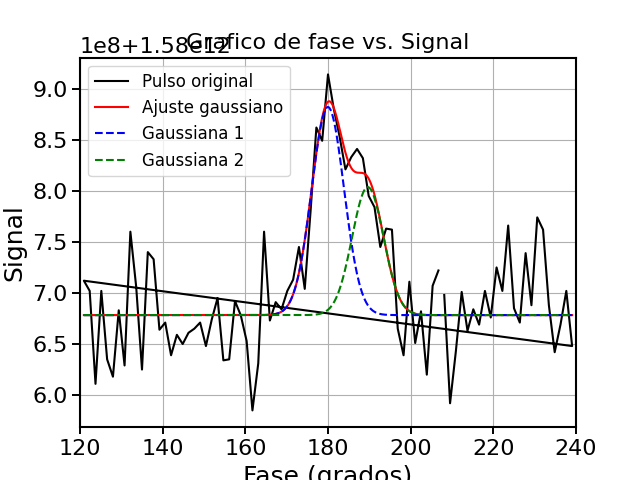 1e8+1.58e12
Grafico de fase vs. Signal
Pulso original
Ajuste gaussiano
Gaussiana 1
Gaussiana 2
Signal
9.0
8.5
8.0
7.5
7.0
6.5
6.0
120 140 160 180 200 220 240
Fase (grados)